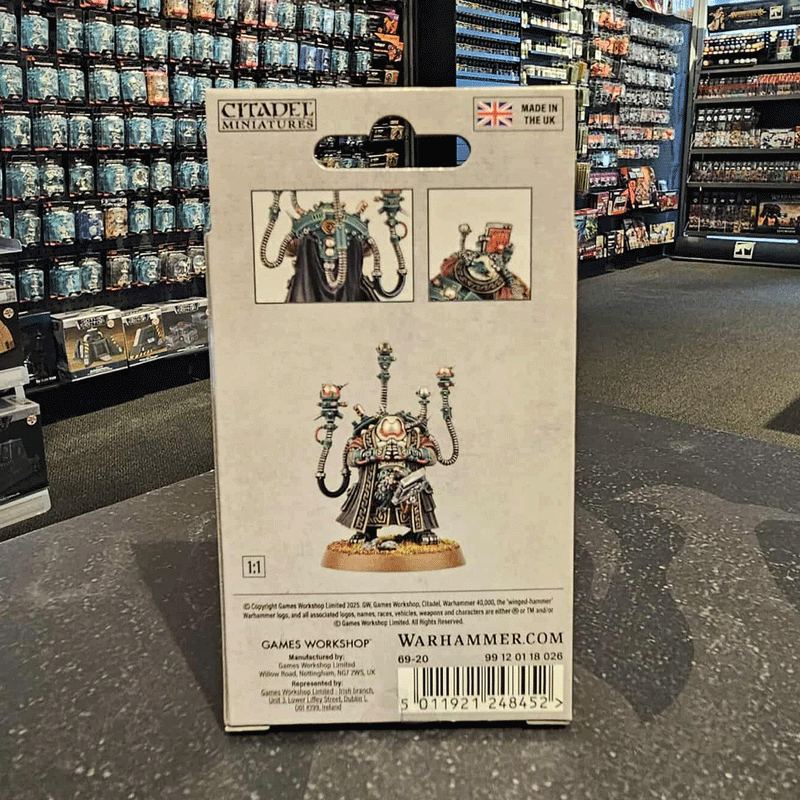 CITADEL
MINIATURES
MADE IN
THE UK
1:1
© Copyright Games Workshop Limited 2025. GW, Games Workshop, Citadel, Warhammer 40,000, the 'winged-hammer'
Warhammer logo, and all associated logos, names, races, vehicles, weapons and characters are either ® or TM and/or
© Games Workshop Limited. All Rights Reserved.
GAMES WORKSHOP
Manufactured by:
Games Workshop Limited
Willow Road, Nottingham, NG7 2WS, UK
Represented by:
Games Workshop Limited - Irish branch,
Unit 3, Lower Liffey Street, Dublin 1,
D01 K199, Ireland
WARHAMMER.COM
69-20 99 12 01 18 026
5 011921 248452 >